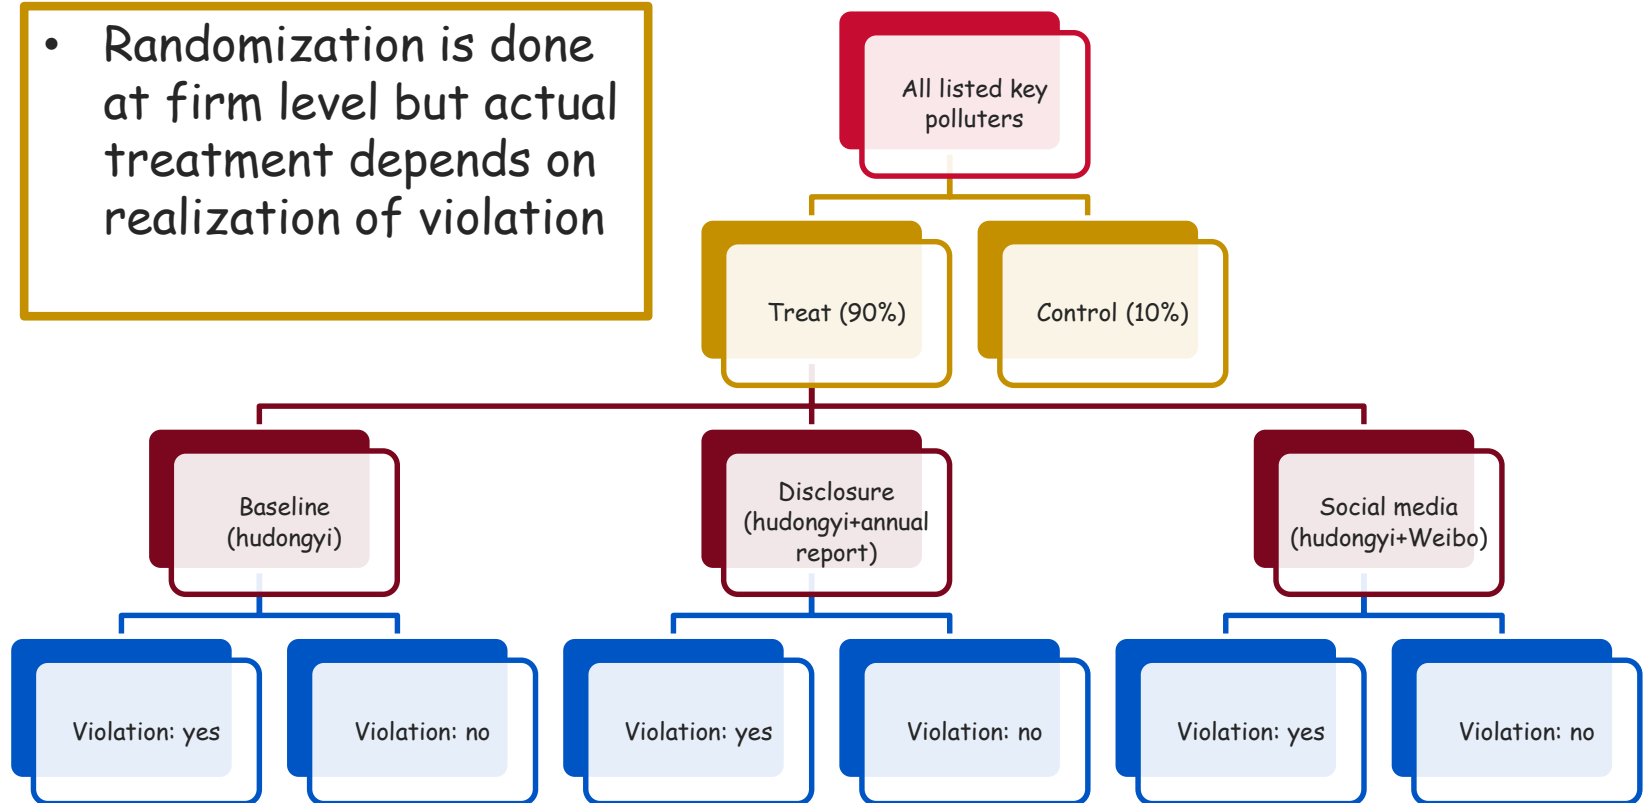 • Randomization is done
at firm level but actual
treatment depends on
realization of violation
All listed key
polluters
Treat (90%)
Control (10%)
Baseline
(hudongyi)
Disclosure
(hudongyi+annual
report)
Social media
(hudongyi+Weibo)
Violation: yes
Violation: no
Violation: yes
Violation: no
Violation: yes
Violation: no